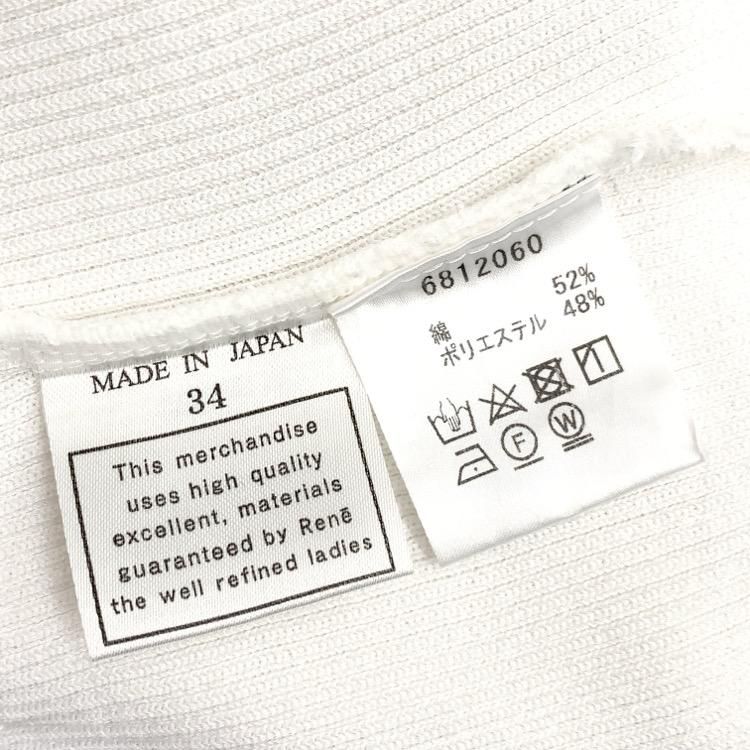 MADE IN JAPAN
34
This merchandise
uses high quality
excellent, materials
guaranteed by Renē
the well refined ladies
6812060
綿 52%
ポリエステル 48%
F W